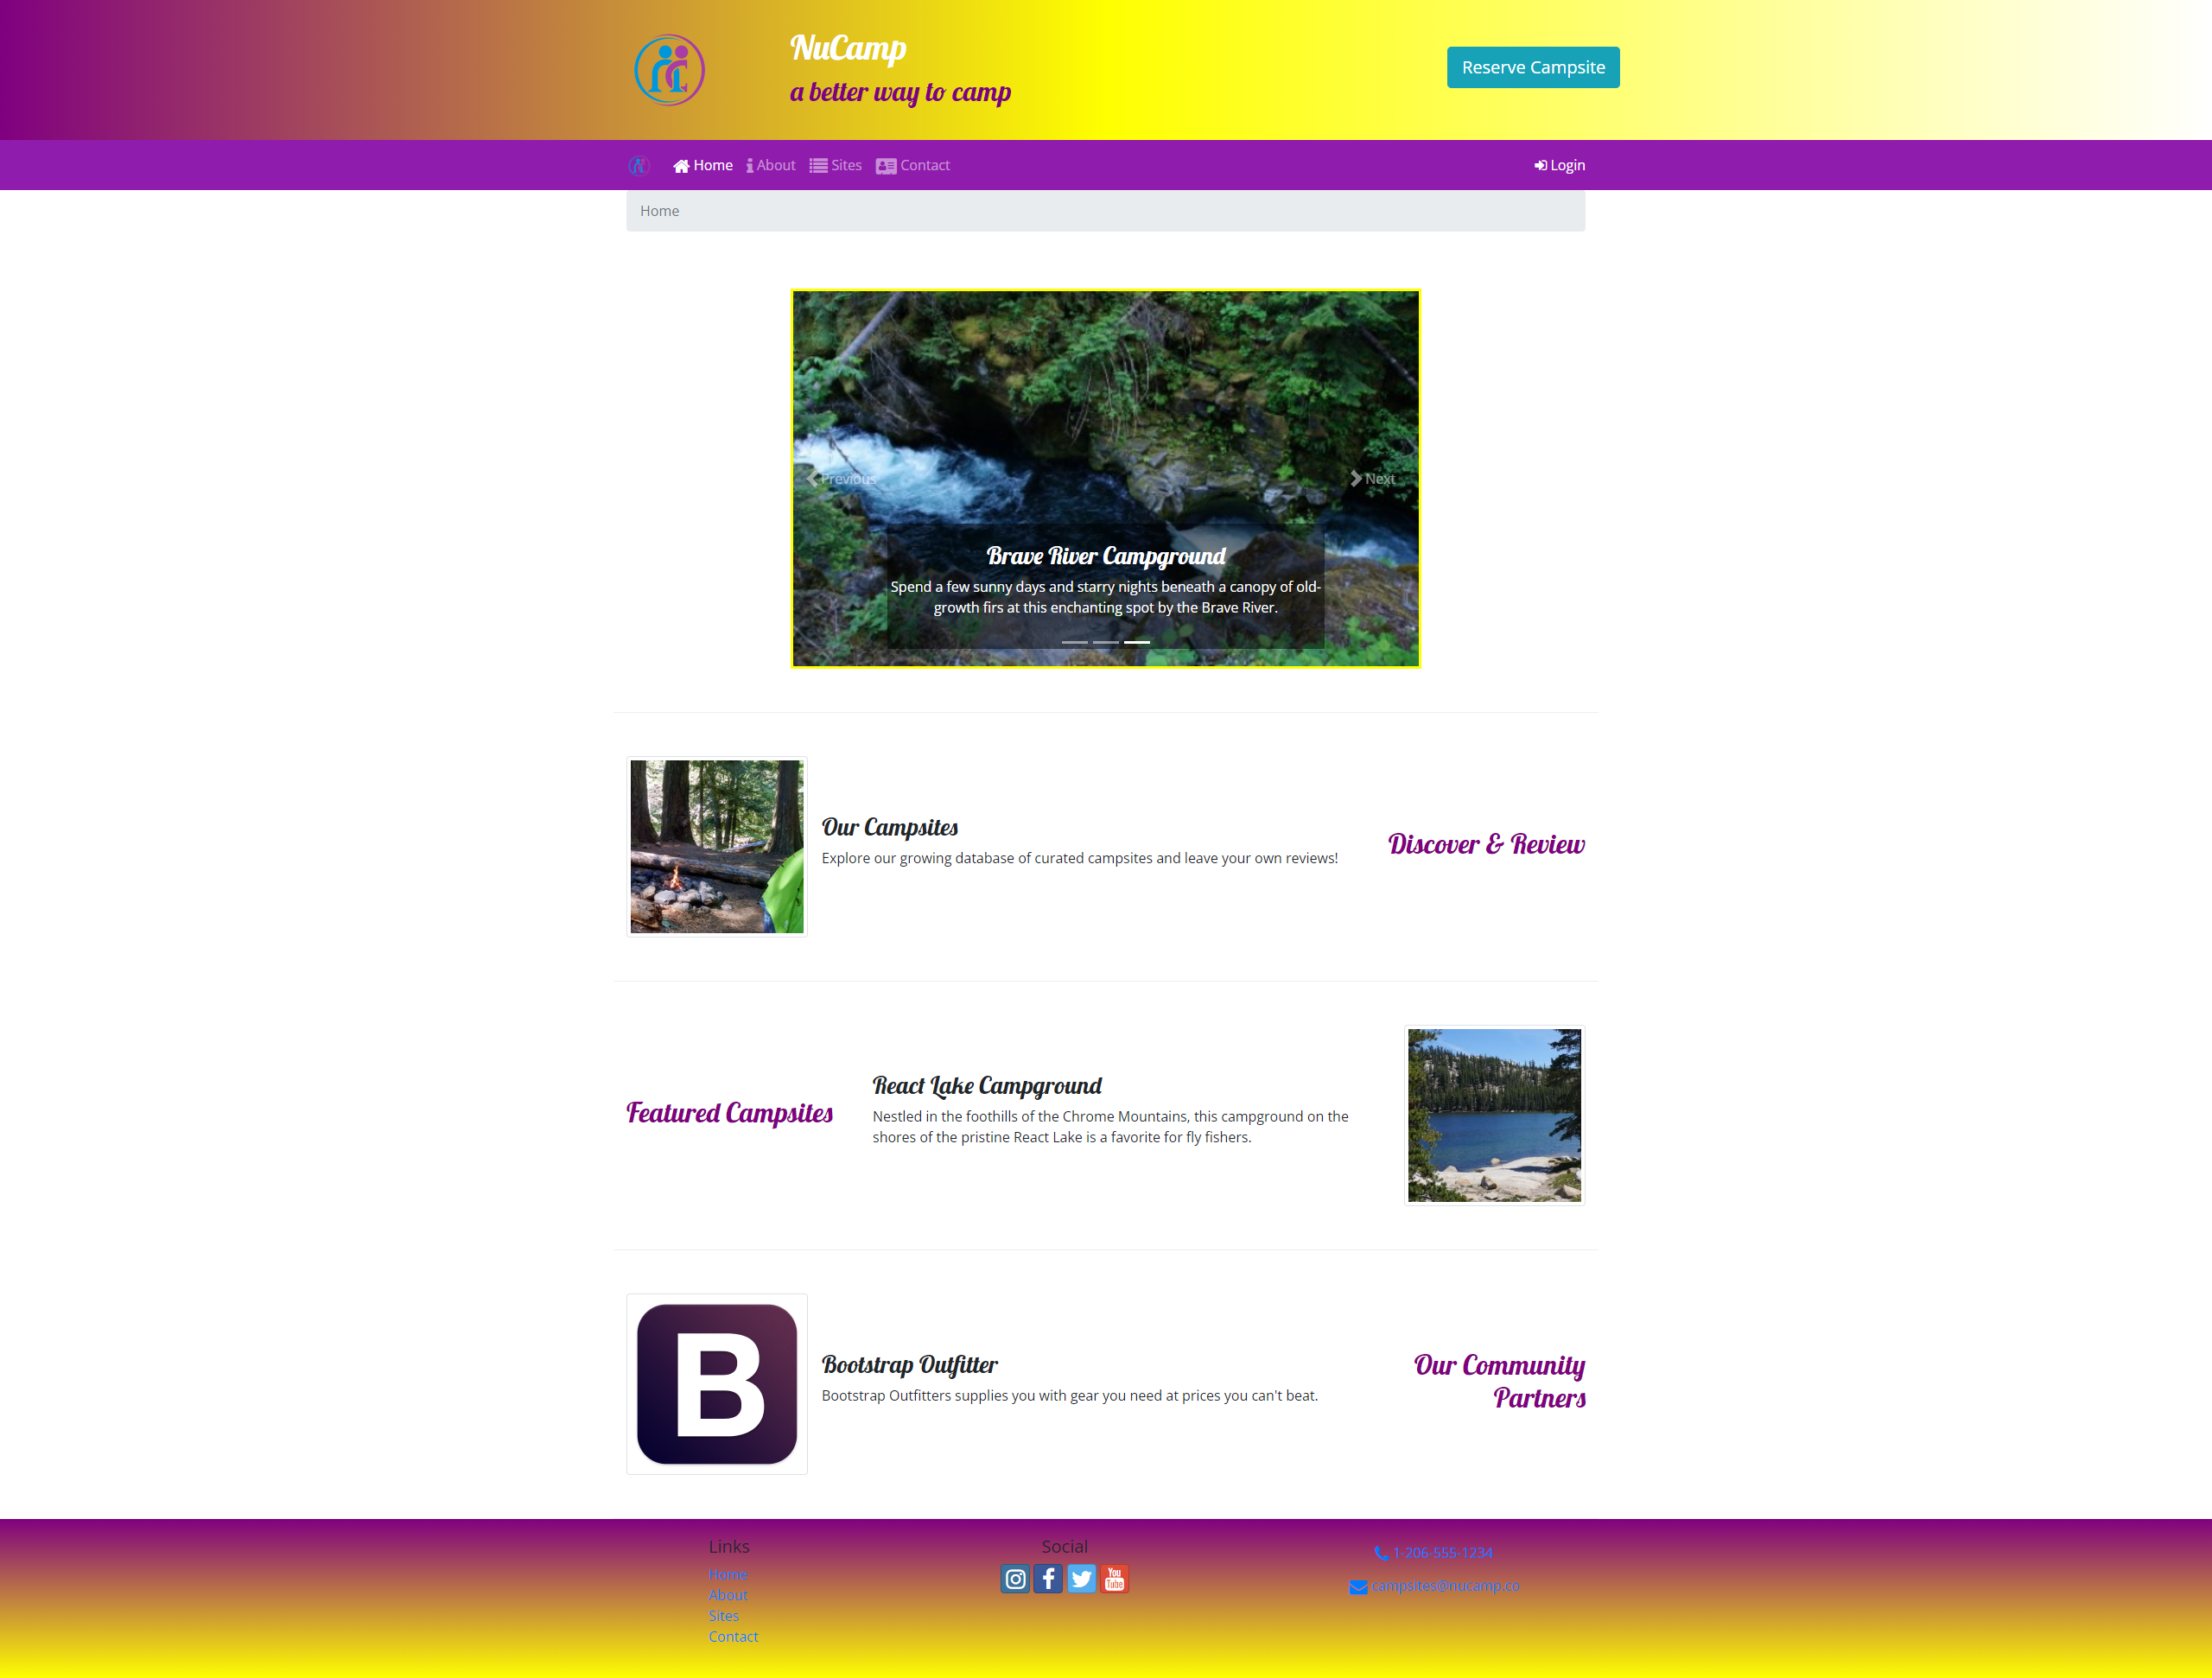 NuCamp
a better way to camp
Reserve Campsite
Home
About
Sites
Contact
Login
Home
Previous
Next
Brave River Campground
Spend a few sunny days and starry nights beneath a canopy of old-
growth firs at this enchanting spot by the Brave River.
Our Campsites
Explore our growing database of curated campsites and leave your own reviews!
Discover & Review
Featured Campsites
React Lake Campground
Nestled in the foothills of the Chrome Mountains, this campground on the
shores of the pristine React Lake is a favorite for fly fishers.
B
Bootstrap Outfitter
Bootstrap Outfitters supplies you with gear you need at prices you can't beat.
Our Community
Partners
Links
Home
About
Sites
Contact
Social
You
Tube
1-206-555-1234
campsites@nucamp.co